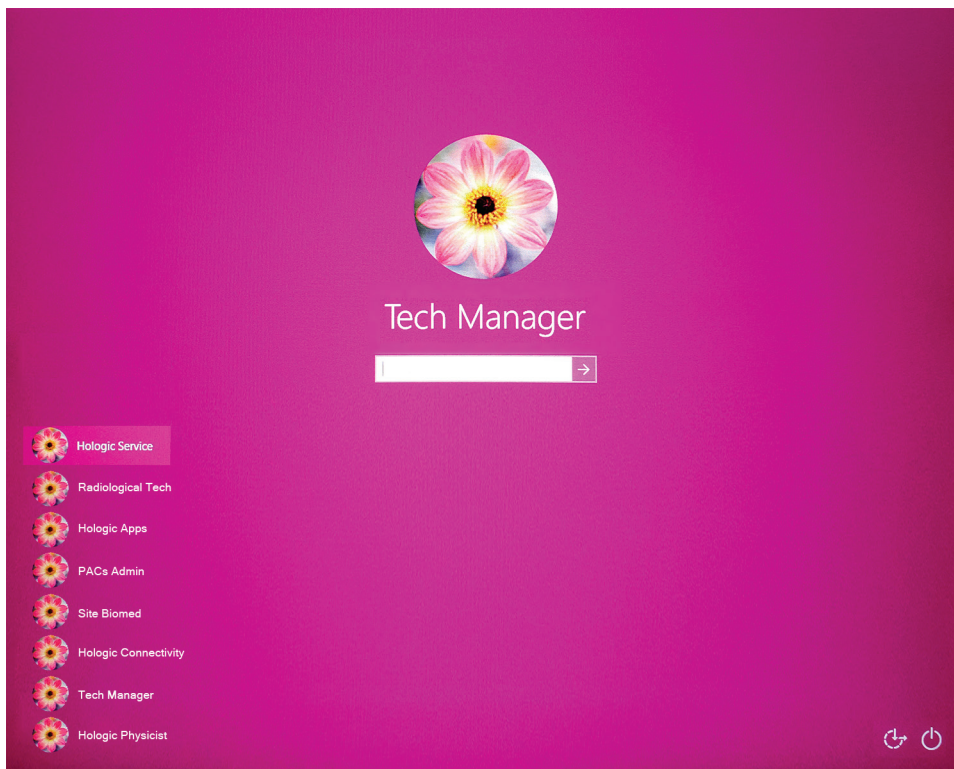 Tech Manager
Hologic Service
Radiological Tech
Hologic Apps
PACs Admin
Site Biomed
Hologic Connectivity
Tech Manager
Hologic Physicist